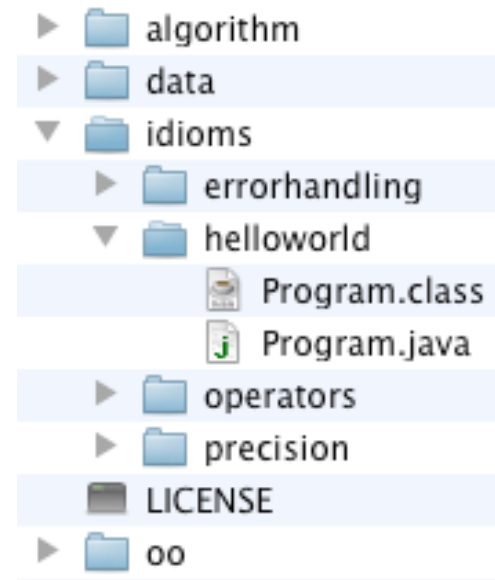 algorithm
data
idioms
errorhandling
helloworld
Program.class
Program.java
operators
precision
LICENSE
oo